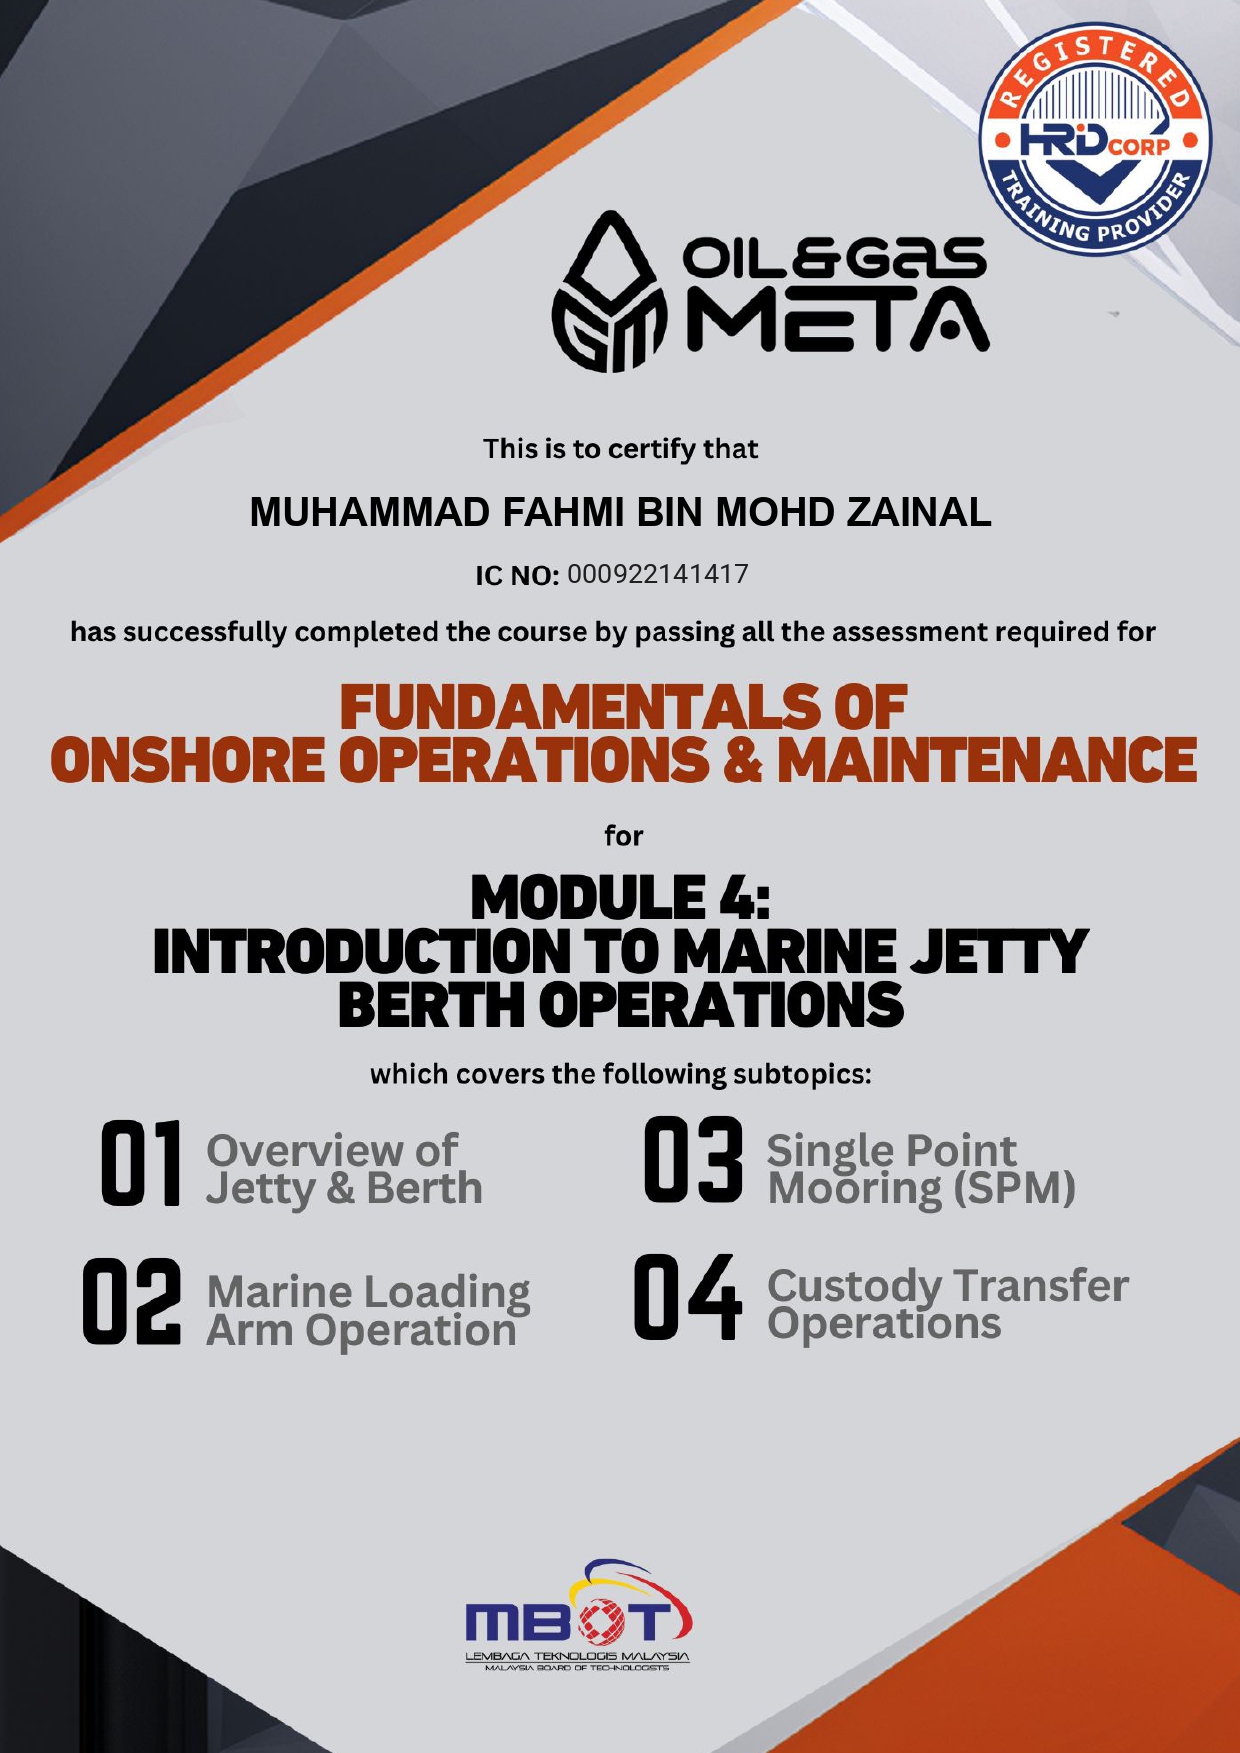 REGISTERED
HRD CORP
TRAINING PROVIDER
OIL&GAS
META
This is to certify that
MUHAMMAD FAHMI BIN MOHD ZAINAL
IC NO: 000922141417
has successfully completed the course by passing all the assessment required for
FUNDAMENTALS OF
ONSHORE OPERATIONS & MAINTENANCE
for
MODULE 4:
INTRODUCTION TO MARINE JETTY
BERTH OPERATIONS
which covers the following subtopics:
01 Overview of
Jetty & Berth
02 Marine Loading
Arm Operation
03 Single Point
Mooring (SPM)
04 Custody Transfer
Operations
MBOT
LEMBAGA TEKNOLOGIS MALAYSIA
MALAYSIA BOARD OF TECHNOLOGISTS